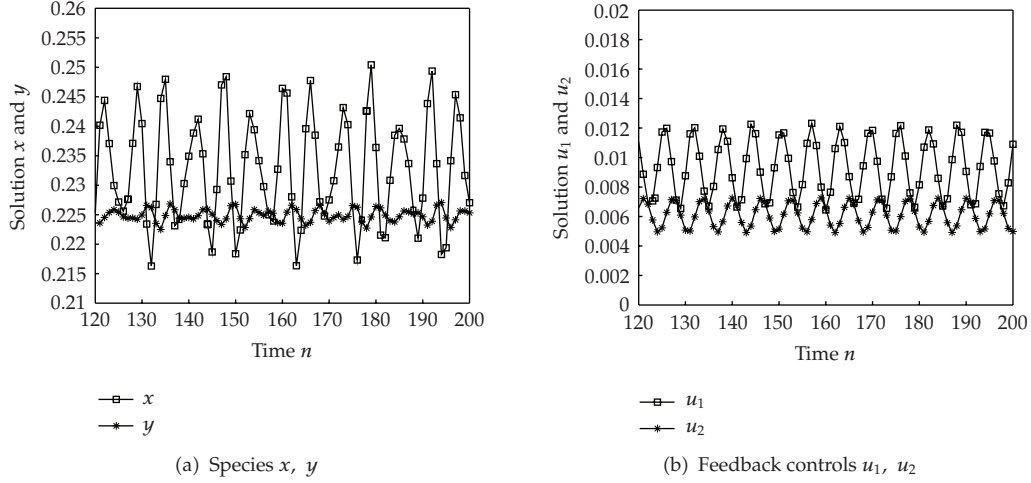 0.26
0.255
0.25
0.245
0.24
0.235
0.23
0.225
0.22
0.215
0.21
Solution x and y
120 130 140 150 160 170 180 190 200
Time n
x
y
(a) Species x, y
0.02
0.018
0.016
0.014
0.012
0.01
0.008
0.006
0.004
0.002
0
Solution u₁ and u₂
120 130 140 150 160 170 180 190 200
Time n
u₁
u₂
(b) Feedback controls u₁, u₂